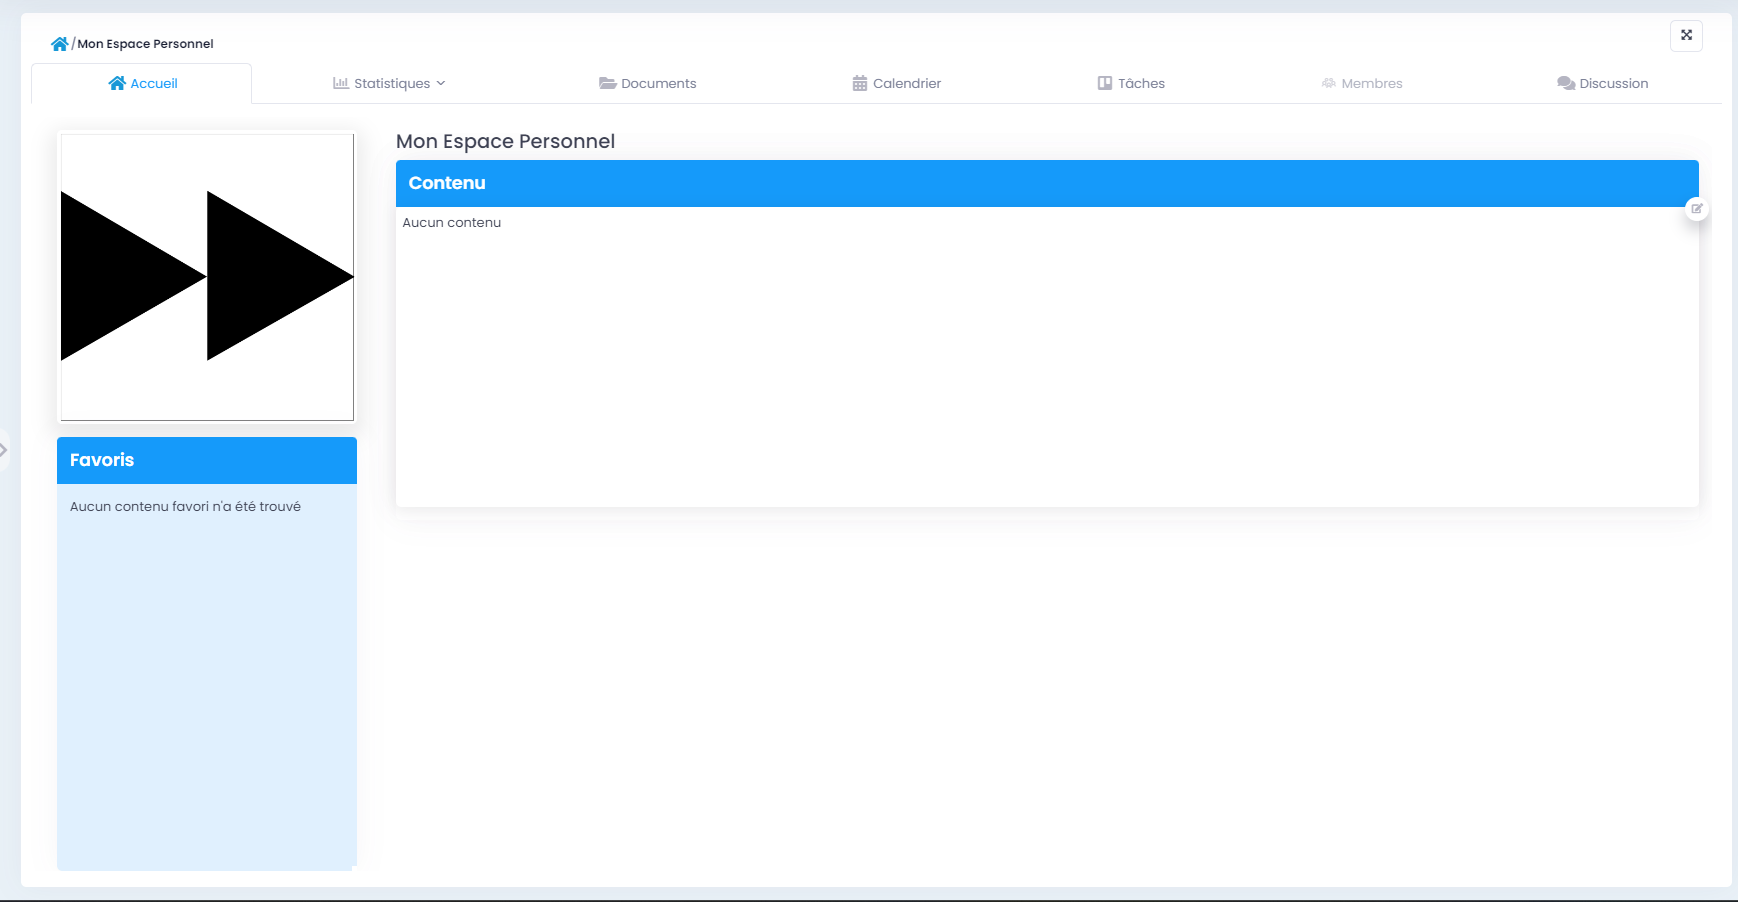 /Mon Espace Personnel
Accueil
Statistiques
Documents
Calendrier
Tâches
Membres
Discussion
Mon Espace Personnel
Contenu
Aucun contenu
Favoris
Aucun contenu favori n'a été trouvé